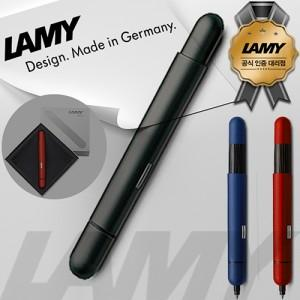 LAMY
Design. Made in Germany.
LAMY
공식 인증 대리점
LAMY